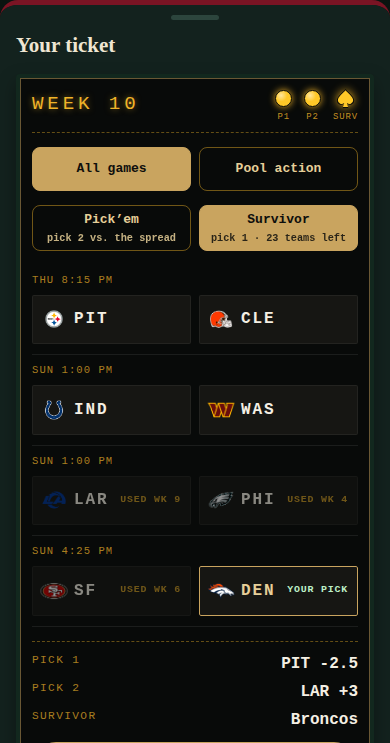 Your ticket
WEEK 10
P1 P2 SURV
All games Pool action
Pick’em Survivor
pick 2 vs. the spread pick 1 · 23 teams left
THU 8:15 PM
PIT CLE
SUN 1:00 PM
IND WAS
SUN 1:00 PM
LAR USED WK 9 PHI USED WK 4
SUN 4:25 PM
SF USED WK 6 DEN YOUR PICK
PICK 1 PIT -2.5
PICK 2 LAR +3
SURVIVOR Broncos